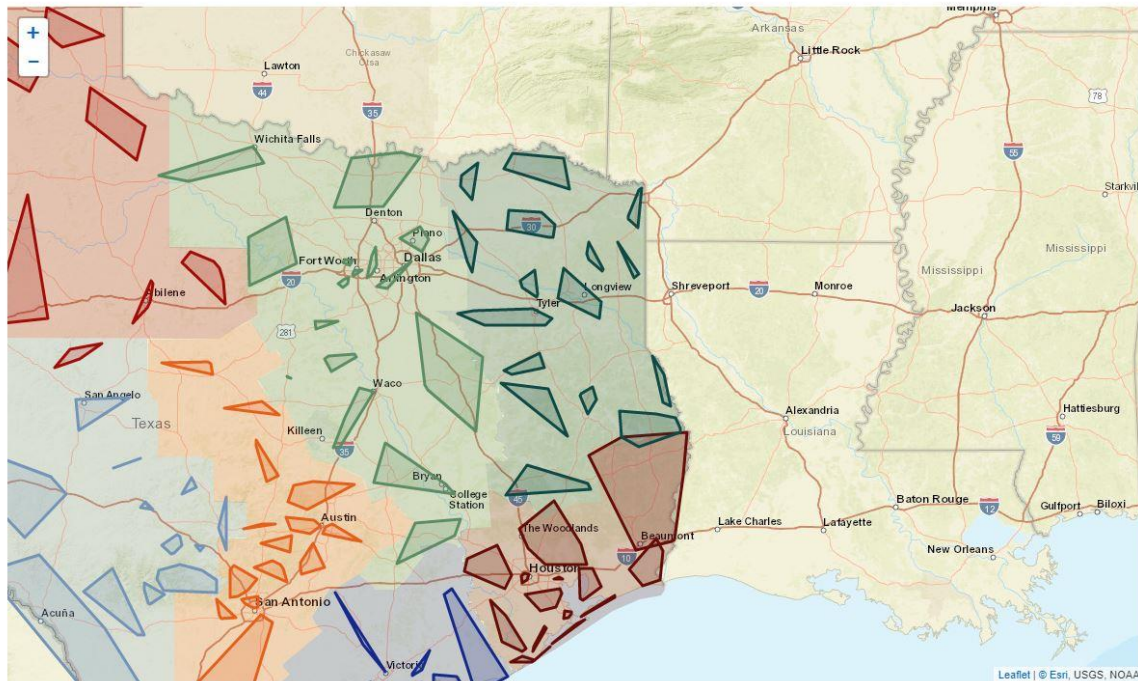 +
−
Memphis
Arkansas
Little Rock
Chickasaw
Otsa
Lawton
44
35
78
55
Starkvil
Wichita Falls
Denton
Plano
30
Mississippi
Mississippi
Fort Worth
Dallas
Arlington
20
Abilene
Longview
Shreveport
20
Monroe
Tyler
Jackson
281
Waco
San Angelo
Texas
Alexandria
Hattiesburg
Louisiana
Killeen
59
35
Bryan
College
Station
45
Baton Rouge
12
Gulfport
Biloxi
Austin
The Woodlands
Lake Charles
Lafayette
Beaumont
10
New Orleans
Houston
San Antonio
Acuña
Victoria
Leaflet | © Esri, USGS, NOAA